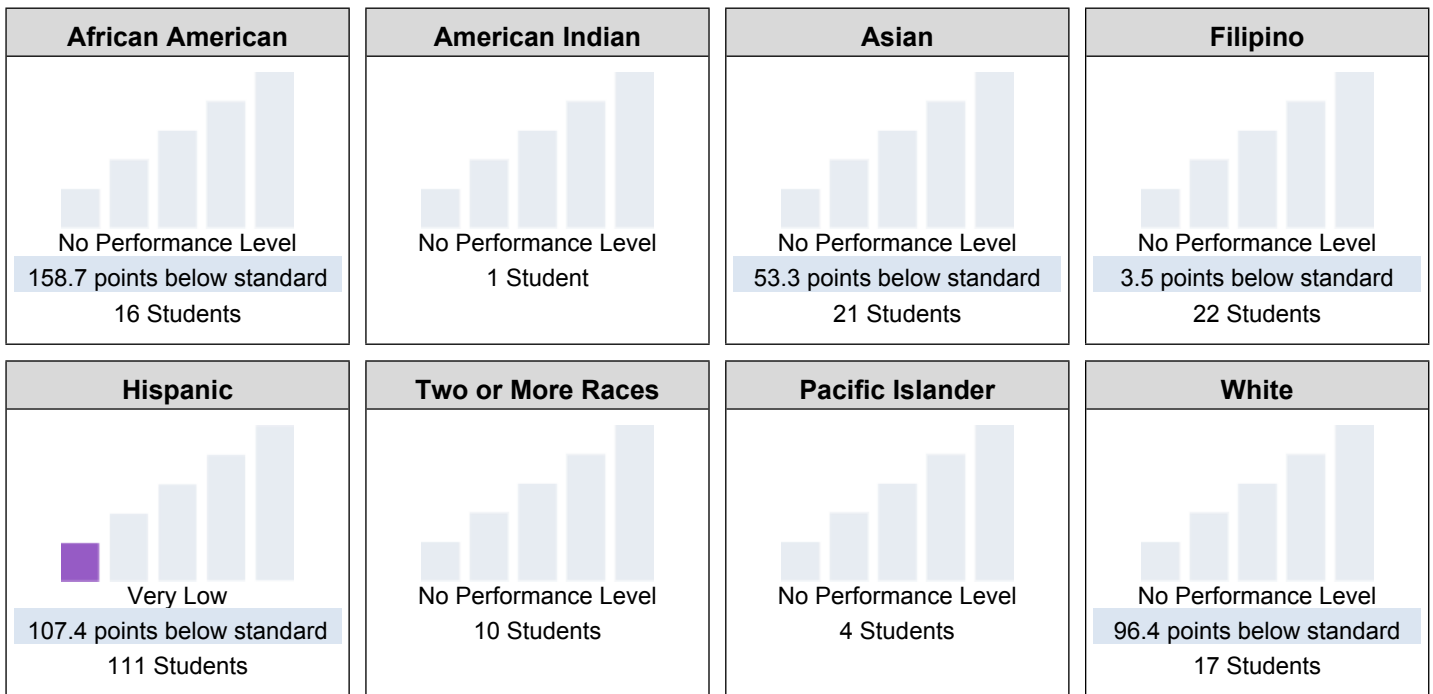 African American
No Performance Level
158.7 points below standard
16 Students
American Indian
No Performance Level
1 Student
Asian
No Performance Level
53.3 points below standard
21 Students
Filipino
No Performance Level
3.5 points below standard
22 Students
Hispanic
Very Low
107.4 points below standard
111 Students
Two or More Races
No Performance Level
10 Students
Pacific Islander
No Performance Level
4 Students
White
No Performance Level
96.4 points below standard
17 Students